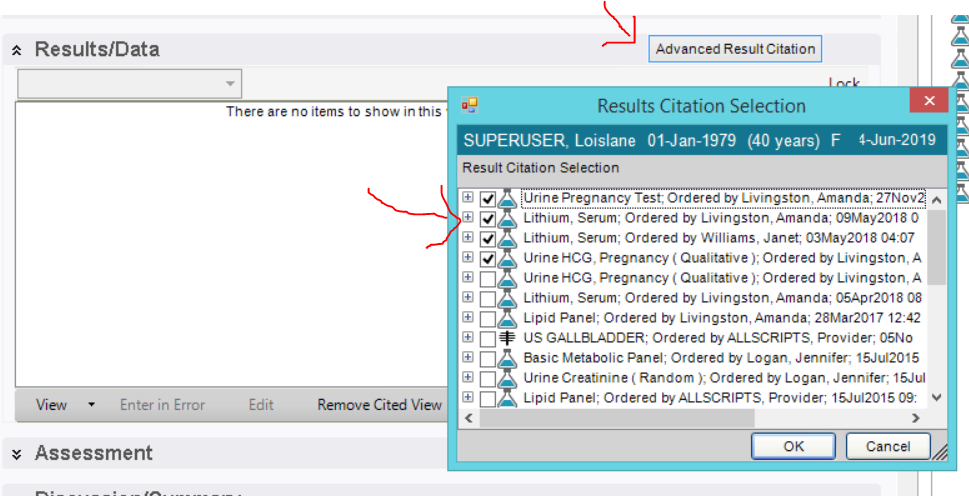 Results/Data
Advanced Result Citation
Lock
There are no items to show in this
Results Citation Selection
SUPERUSER, Loislane 01-Jan-1979 (40 years) F 4-Jun-2019
Result Citation Selection
Urine Pregnancy Test; Ordered by Livingston, Amanda; 27Nov2
Lithium, Serum; Ordered by Livingston, Amanda; 09May2018 0
Lithium, Serum; Ordered by Williams, Janet; 03May2018 04:07
Urine HCG, Pregnancy ( Qualitative ); Ordered by Livingston, A
Urine HCG, Pregnancy ( Qualitative ); Ordered by Livingston, A
Lithium, Serum; Ordered by Livingston, Amanda; 05Apr2018 08
Lipid Panel; Ordered by Livingston, Amanda; 28Mar2017 12:42
US GALLBLADDER; Ordered by ALLSCRIPTS, Provider; 05No
Basic Metabolic Panel; Ordered by Logan, Jennifer; 15Jul2015
Urine Creatinine ( Random ); Ordered by Logan, Jennifer; 15Jul
Lipid Panel; Ordered by ALLSCRIPTS, Provider; 15Jul2015 09:
View Enter in Error Edit Remove Cited View
OK Cancel
Assessment
Discussion/Summary